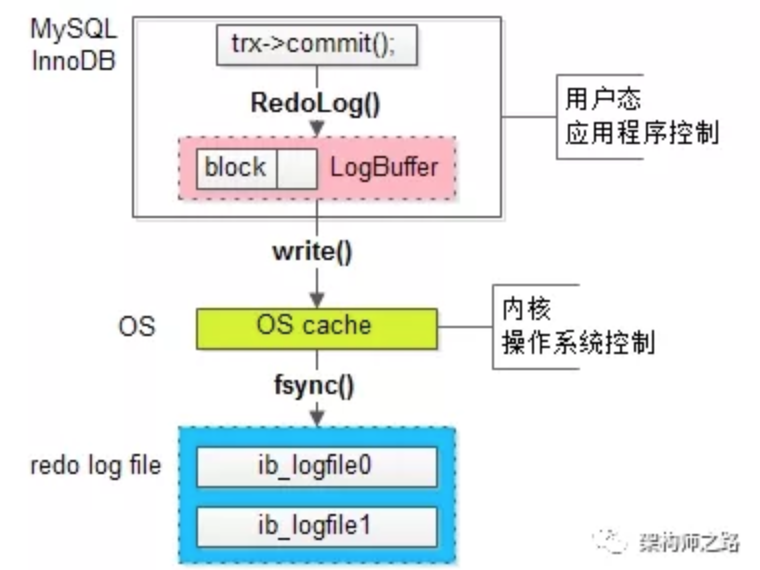 MySQL
InnoDB
trx->commit();
RedoLog()
block
LogBuffer
用户态
应用程序控制
write()
OS
OS cache
内核
操作系统控制
fsync()
redo log file
ib_logfile0
ib_logfile1
架构师之路